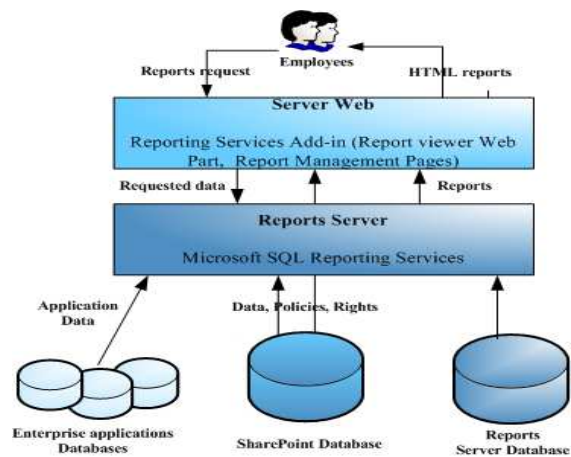 Employees
Reports request
HTML reports
Server Web
Reporting Services Add-in (Report viewer Web
Part, Report Management Pages)
Requested data
Reports
Reports Server
Microsoft SQL Reporting Services
Application
Data
Data, Policies, Rights
Enterprise applications
Databases
SharePoint Database
Reports
Server Database